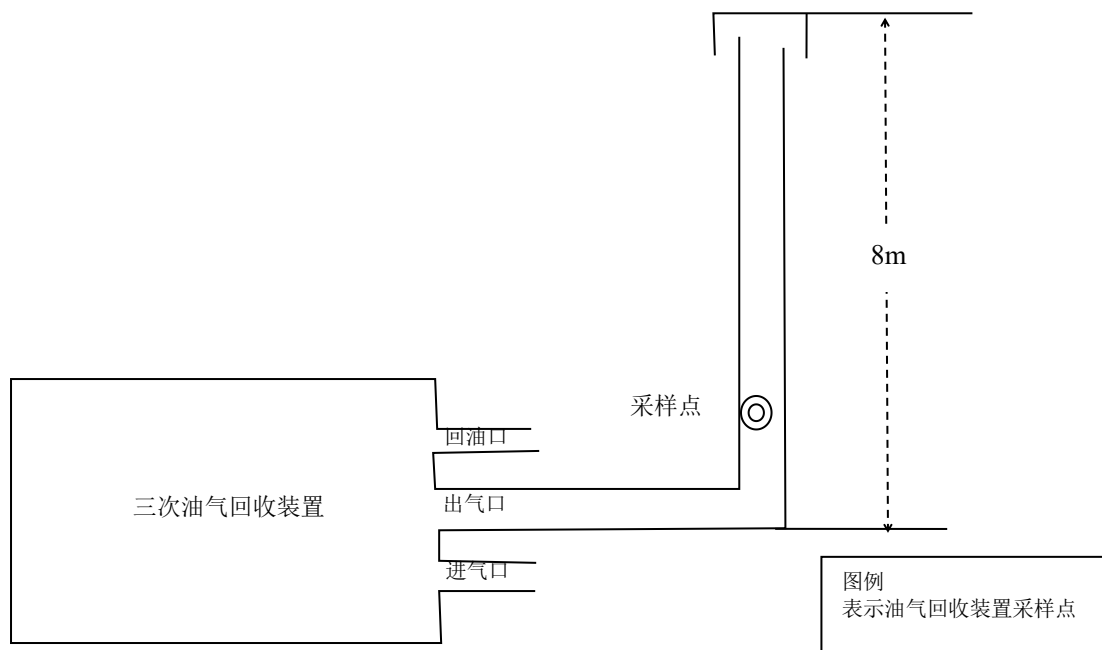 8m
采样点
回油口
三次油气回收装置
出气口
进气口
图例
表示油气回收装置采样点